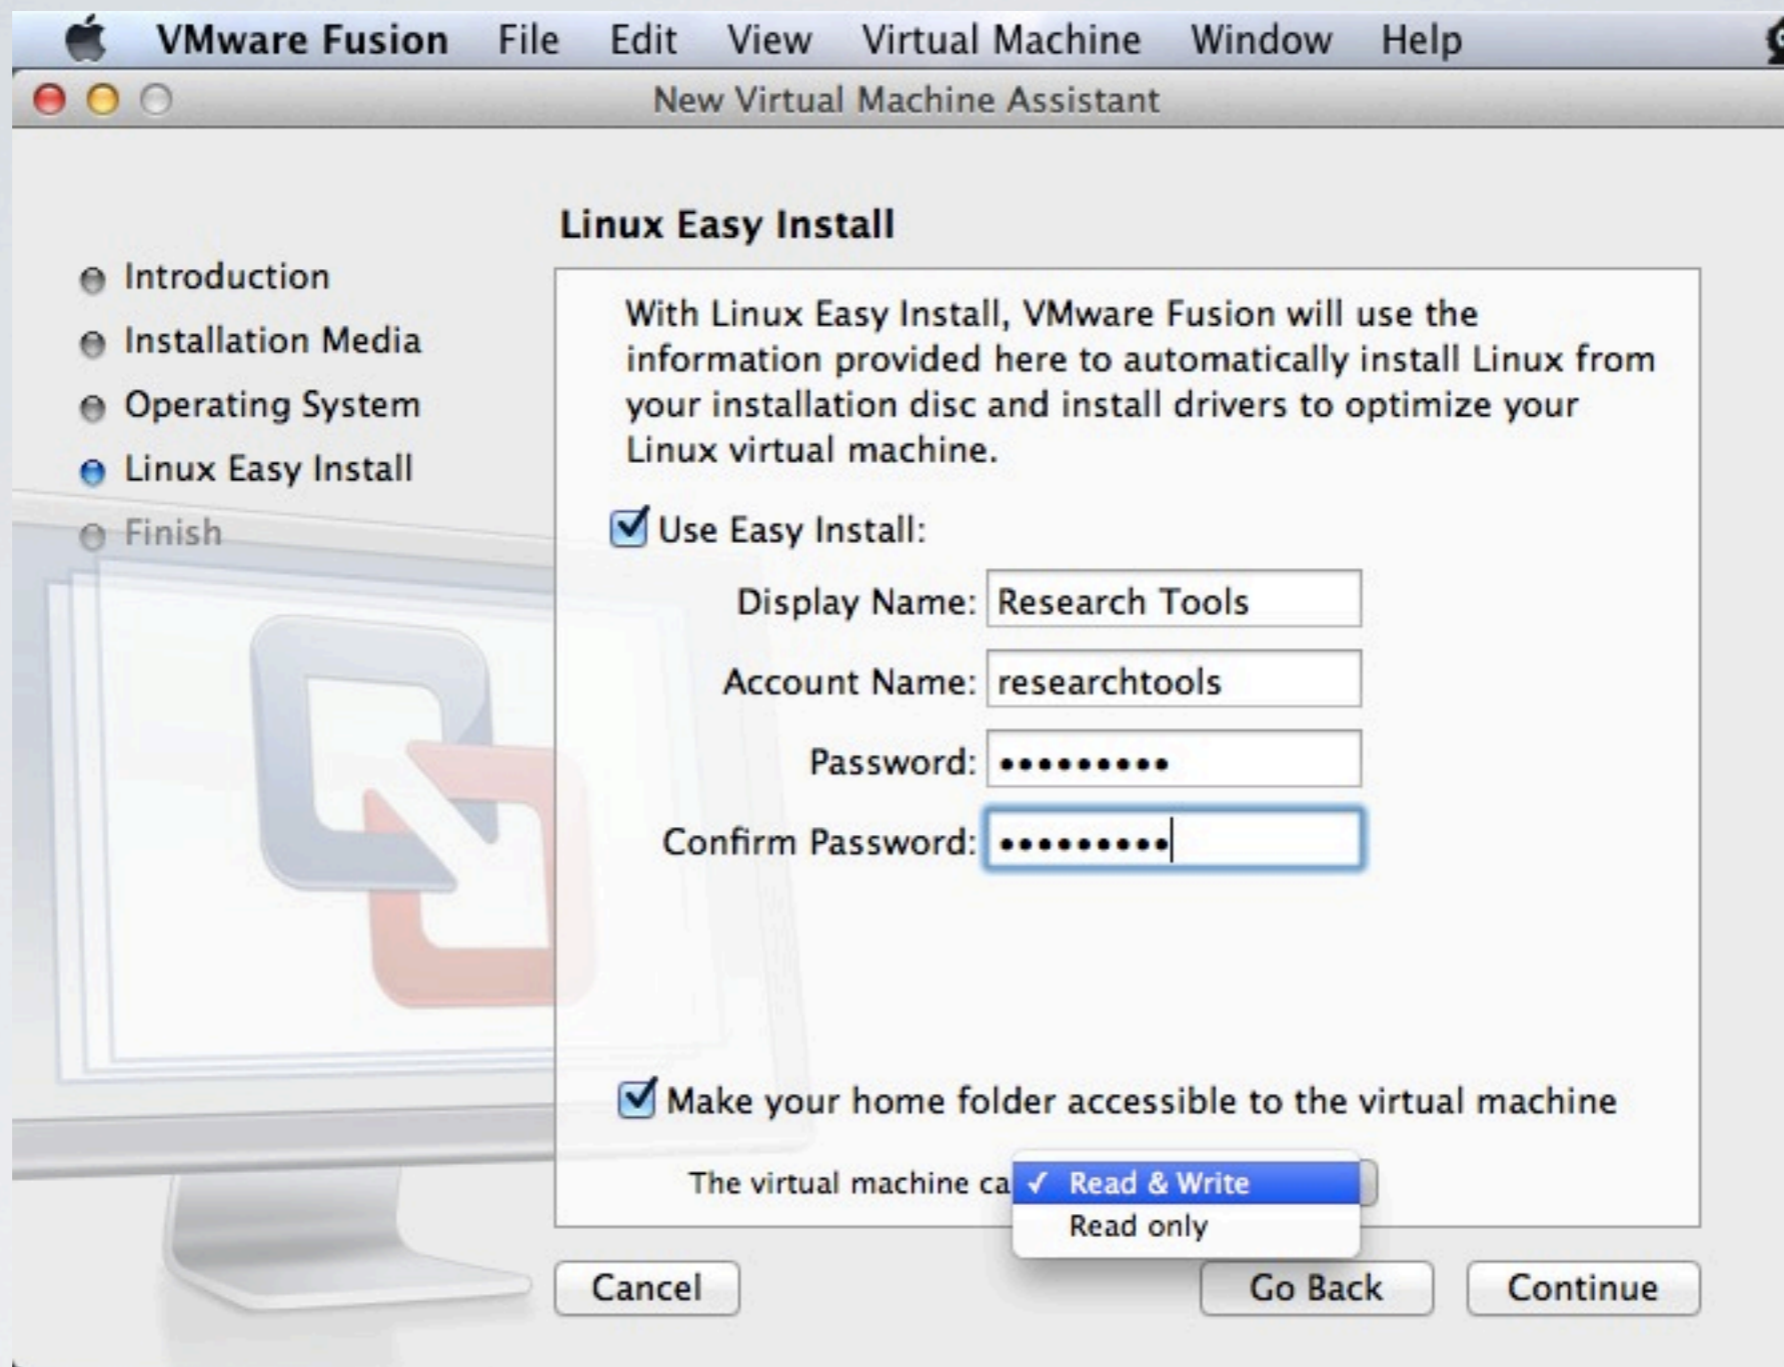 VMware Fusion File Edit View Virtual Machine Window Help
New Virtual Machine Assistant
Introduction
Installation Media
Operating System
Linux Easy Install
Finish
Linux Easy Install
With Linux Easy Install, VMware Fusion will use the
information provided here to automatically install Linux from
your installation disc and install drivers to optimize your
Linux virtual machine.
Use Easy Install:
Display Name: Research Tools
Account Name: researchtools
Password: •••••••••
Confirm Password: •••••••••
Make your home folder accessible to the virtual machine
The virtual machine ca ✓ Read & Write
Read only
Cancel Go Back Continue